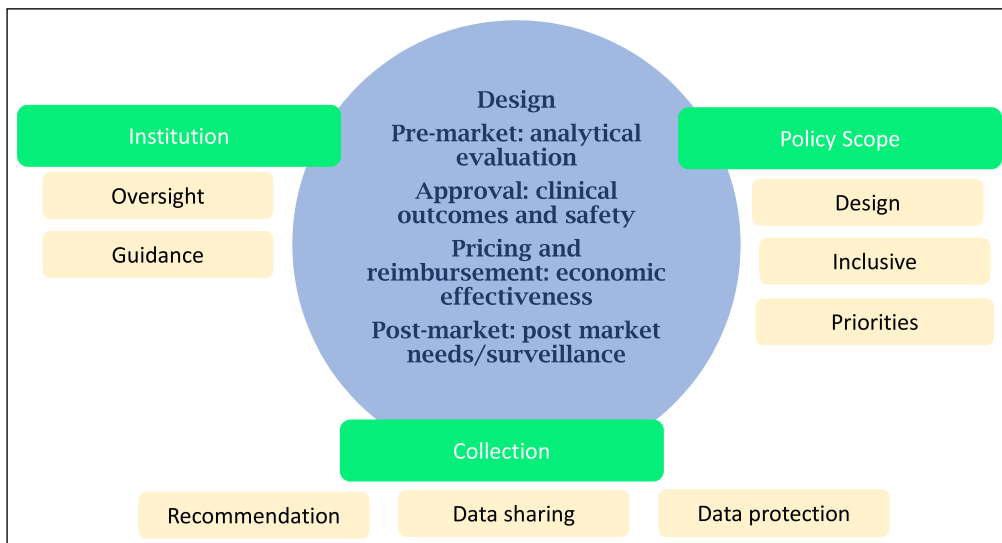 Design
Pre-market: analytical
evaluation
Approval: clinical
outcomes and safety
Pricing and
reimbursement: economic
effectiveness
Post-market: post market
needs/surveillance
Institution
Oversight
Guidance
Policy Scope
Design
Inclusive
Priorities
Collection
Recommendation
Data sharing
Data protection